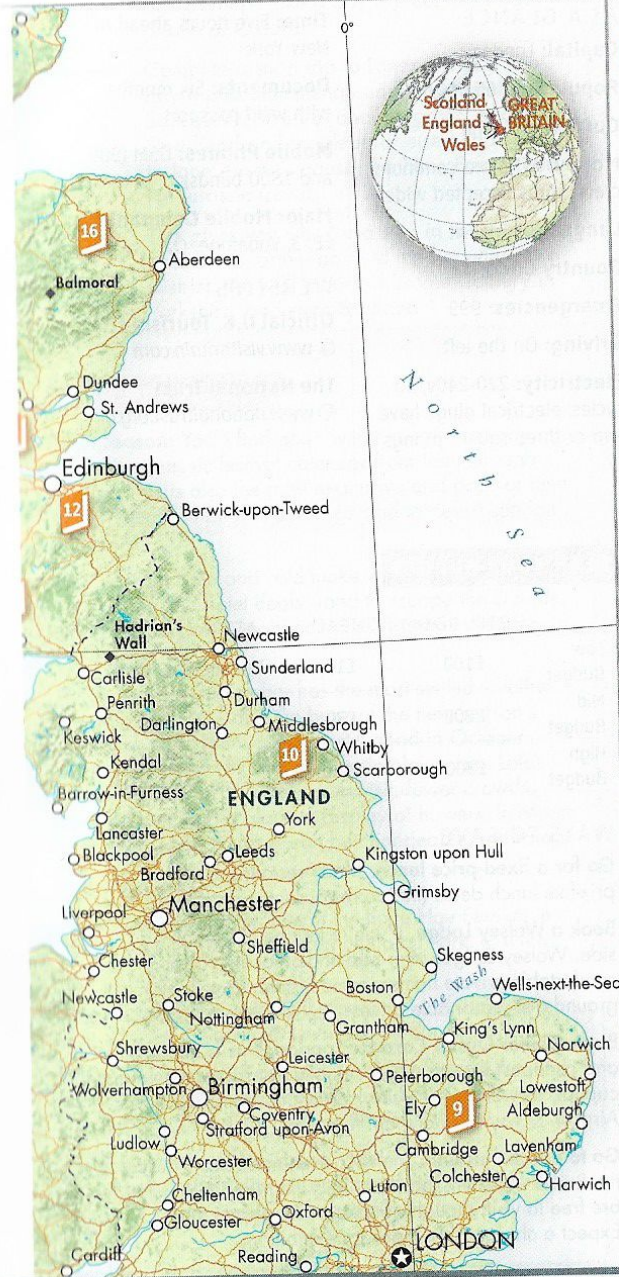 0°
Scotland
England
Wales
GREAT
BRITAIN
16
Aberdeen
Balmoral
Dundee
St. Andrews
North Sea
Edinburgh
12
Berwick-upon-Tweed
Hadrian's
Wall
Newcastle
Carlisle
Sunderland
Penrith
Durham
Keswick
Darlington
Middlesbrough
10
Whitby
Kendal
Scarborough
Barrow-in-Furness
ENGLAND
Lancaster
York
Blackpool
Leeds
Bradford
Kingston upon Hull
Manchester
Grimsby
Liverpool
Sheffield
Chester
Skegness
The Wash
Boston
Wells-next-the-Sea
Newcastle
Stoke
Nottingham
Grantham
King's Lynn
Shrewsbury
Leicester
Norwich
Wolverhampton
Birmingham
Peterborough
Lowestoft
Coventry
Ely
9
Aldeburgh
Stratford upon-Avon
Ludlow
Cambridge
Worcester
Lavenham
Colchester
Harwich
Cheltenham
Luton
Gloucester
Oxford
Cardiff
Reading
LONDON